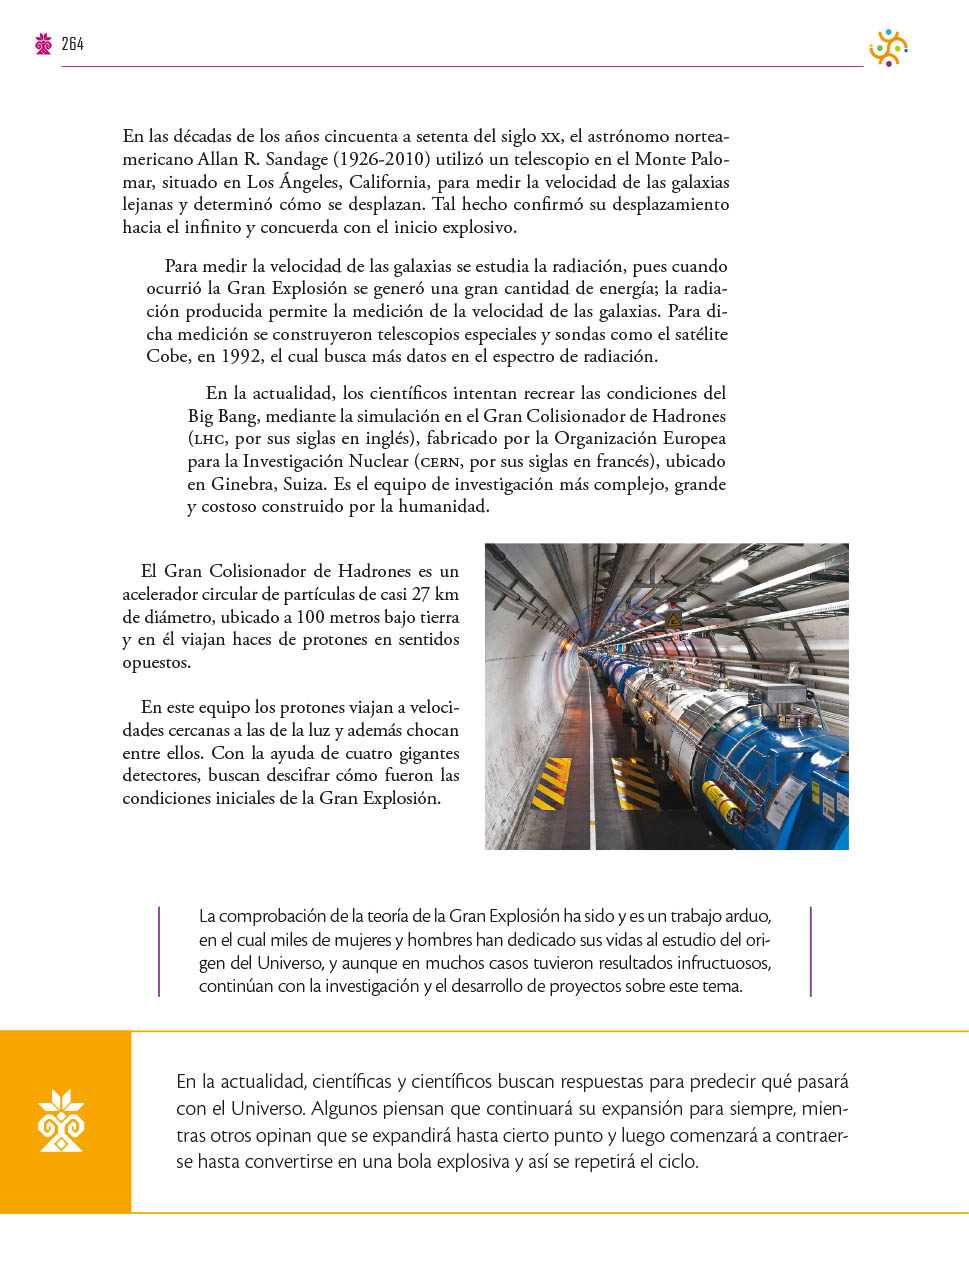 264
En las décadas de los años cincuenta a setenta del siglo XX, el astrónomo nortea-
mericano Allan R. Sandage (1926-2010) utilizó un telescopio en el Monte Palo-
mar, situado en Los Ángeles, California, para medir la velocidad de las galaxias
lejanas y determinó cómo se desplazan. Tal hecho confirmó su desplazamiento
hacia el infinito y concuerda con el inicio explosivo.
Para medir la velocidad de las galaxias se estudia la radiación, pues cuando
ocurrió la Gran Explosión se generó una gran cantidad de energía; la radia-
ción producida permite la medición de la velocidad de las galaxias. Para di-
cha medición se construyeron telescopios especiales y sondas como el satélite
Cobe, en 1992, el cual busca más datos en el espectro de radiación.
En la actualidad, los científicos intentan recrear las condiciones del
Big Bang, mediante la simulación en el Gran Colisionador de Hadrones
(LHC, por sus siglas en inglés), fabricado por la Organización Europea
para la Investigación Nuclear (CERN, por sus siglas en francés), ubicado
en Ginebra, Suiza. Es el equipo de investigación más complejo, grande
y costoso construido por la humanidad.
El Gran Colisionador de Hadrones es un
acelerador circular de partículas de casi 27 km
de diámetro, ubicado a 100 metros bajo tierra
y en él viajan haces de protones en sentidos
opuestos.
En este equipo los protones viajan a veloci-
dades cercanas a las de la luz y además chocan
entre ellos. Con la ayuda de cuatro gigantes
detectores, buscan descifrar cómo fueron las
condiciones iniciales de la Gran Explosión.
La comprobación de la teoría de la Gran Explosión ha sido y es un trabajo arduo,
en el cual miles de mujeres y hombres han dedicado sus vidas al estudio del ori-
gen del Universo, y aunque en muchos casos tuvieron resultados infructuosos,
continúan con la investigación y el desarrollo de proyectos sobre este tema.
En la actualidad, científicas y científicos buscan respuestas para predecir qué pasará
con el Universo. Algunos piensan que continuará su expansión para siempre, mien-
tras otros opinan que se expandirá hasta cierto punto y luego comenzará a contraer-
se hasta convertirse en una bola explosiva y así se repetirá el ciclo.